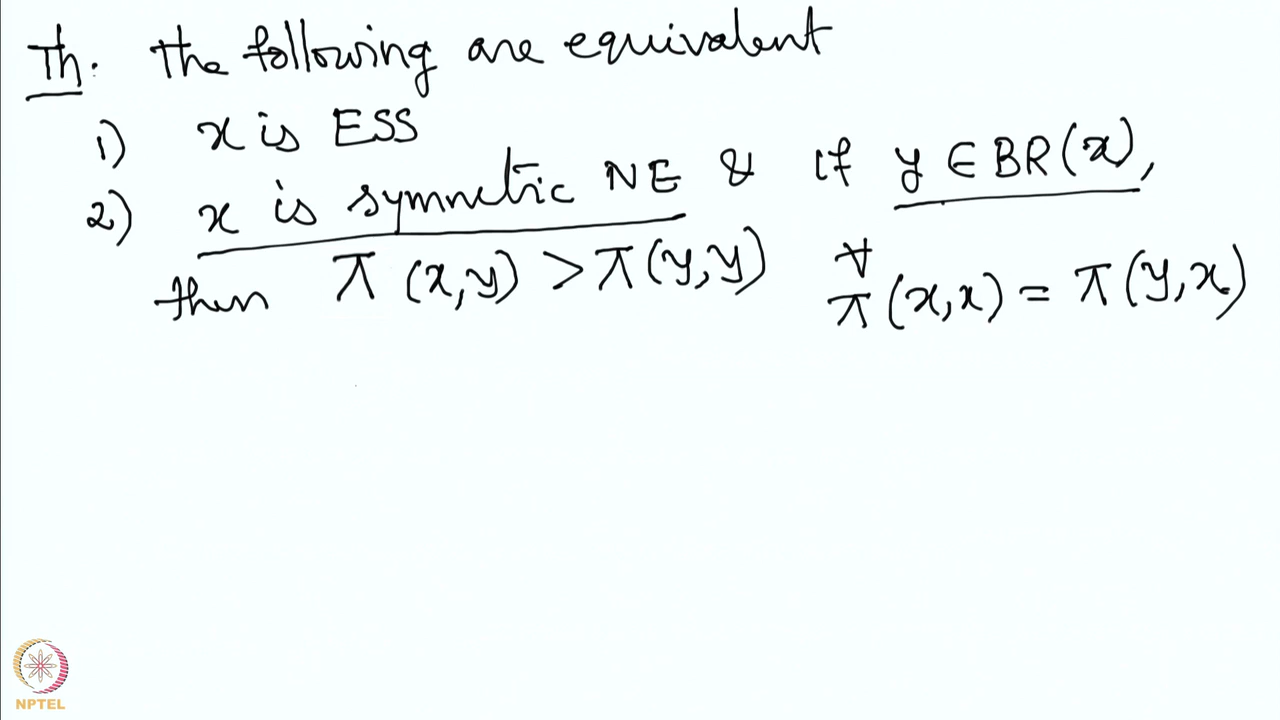 Th. The following are equivalent
1) x is ESS
2) x is symmetric NE & if y ∈ BR(x),
then π(x,y) > π(y,y) ∀
π(x,x) = π(y,x)
NPTEL